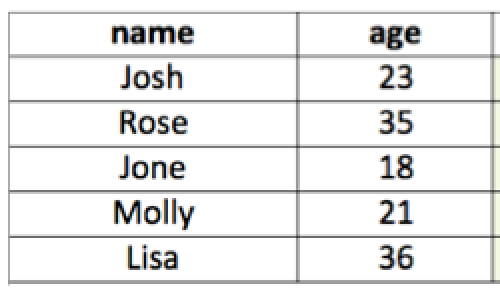 name age
Josh 23
Rose 35
Jone 18
Molly 21
Lisa 36